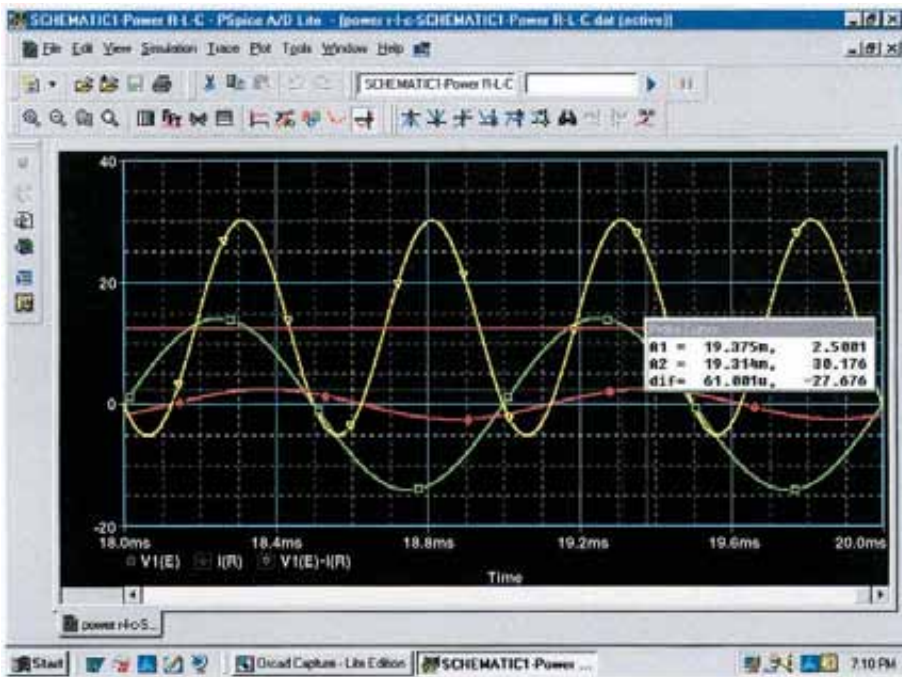 SCHEMATIC1-Power R-L-C - PSpice A/D Lite - [power r-l-c-SCHEMATIC1-Power R-L-C.dat (active)]
File Edit View Simulation Trace Plot Tools Window Help
SCHEMATIC1-Power R-L-C
40
20
0
-20
A1 = 19.375m, 2.5001
A2 = 19.314m, 30.176
dif= 61.001u, -27.676
18.0ms 18.4ms 18.8ms 19.2ms 19.6ms 20.0ms
V1(E) I(R) V1(E)-I(R)
Time
power r-l-c-S...
Start Orcad Capture - Lite Edition SCHEMATIC1-Power ... 7:10 PM